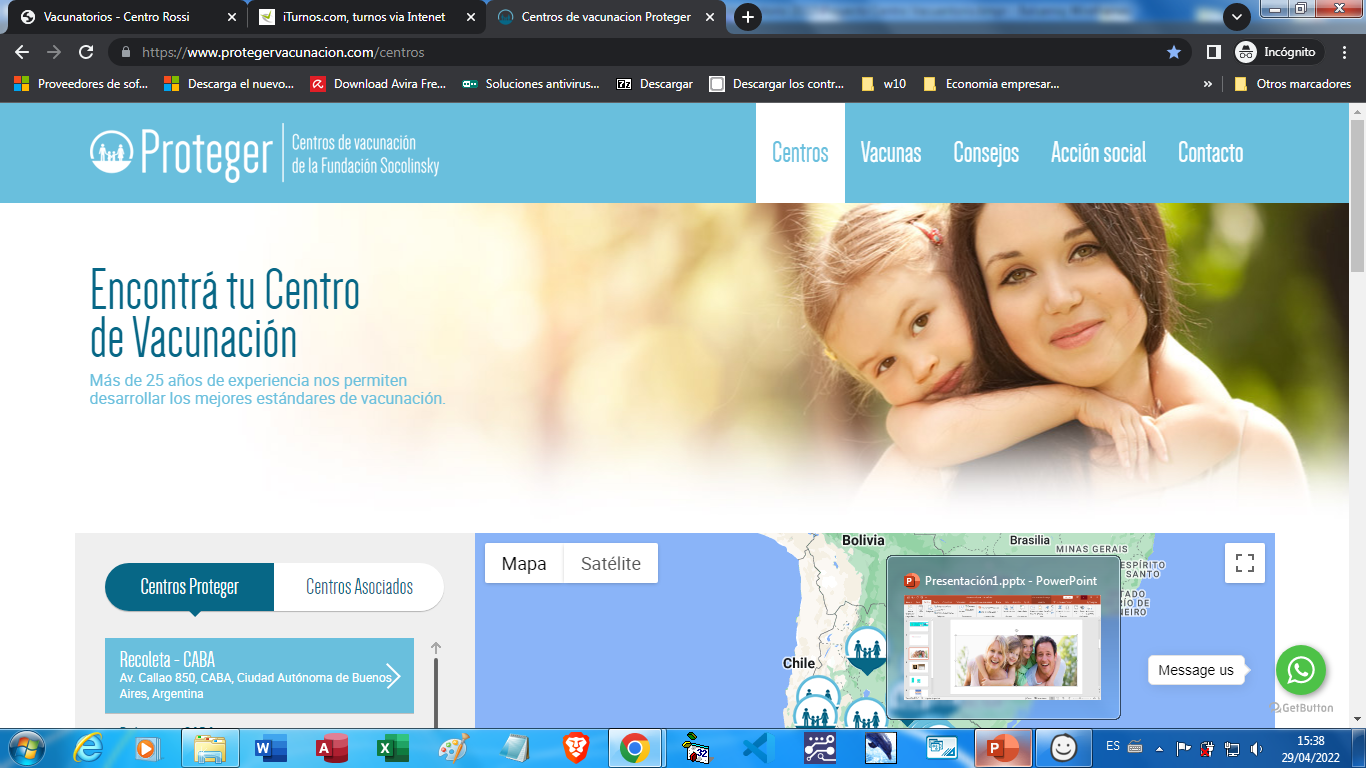 Vacunatorios - Centro Rossi
iTurnos.com, turnos via Intenet
Centros de vacunacion Proteger
https://www.protegervacunacion.com/centros
Incógnito
Proveedores de sof...
Descarga el nuevo...
Download Avira Fre...
Soluciones antivirus...
Descargar
Descargar los contr...
w10
Economia empresar...
»
Otros marcadores
Proteger
Centros de vacunación
de la Fundación Socolinsky
Centros
Vacunas
Consejos
Acción social
Contacto
Encontrá tu Centro
de Vacunación
Más de 25 años de experiencia nos permiten
desarrollar los mejores estándares de vacunación.
Centros Proteger
Centros Asociados
Recoleta - CABA
Av. Callao 850, CABA, Ciudad Autónoma de Buenos
Aires, Argentina
Mapa
Satélite
Bolivia
Brasilia
MINAS GERAIS
ESPÍRITO
SANTO
Chile
Presentación1.pptx - PowerPoint
Message us
GetButton
ES
15:38
29/04/2022